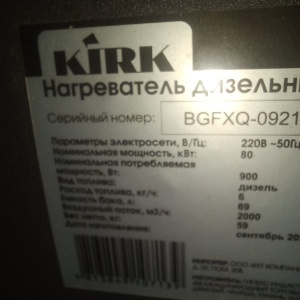 KIRK
Нагреватель дизельн
Серийный номер: BGFXQ-0921
Параметры электросети, В/Гц: 220В ~50Гц
Номинальная мощность, кВт: 80
Номинальная потребляемая
мощность, Вт: 900
Вид топлива: дизель
Расход топлива, кг/ч: 6
Емкость бака, л: 69
Воздушный поток, м3/ч: 2000
Вес нетто, кг: 59
сентябрь 20